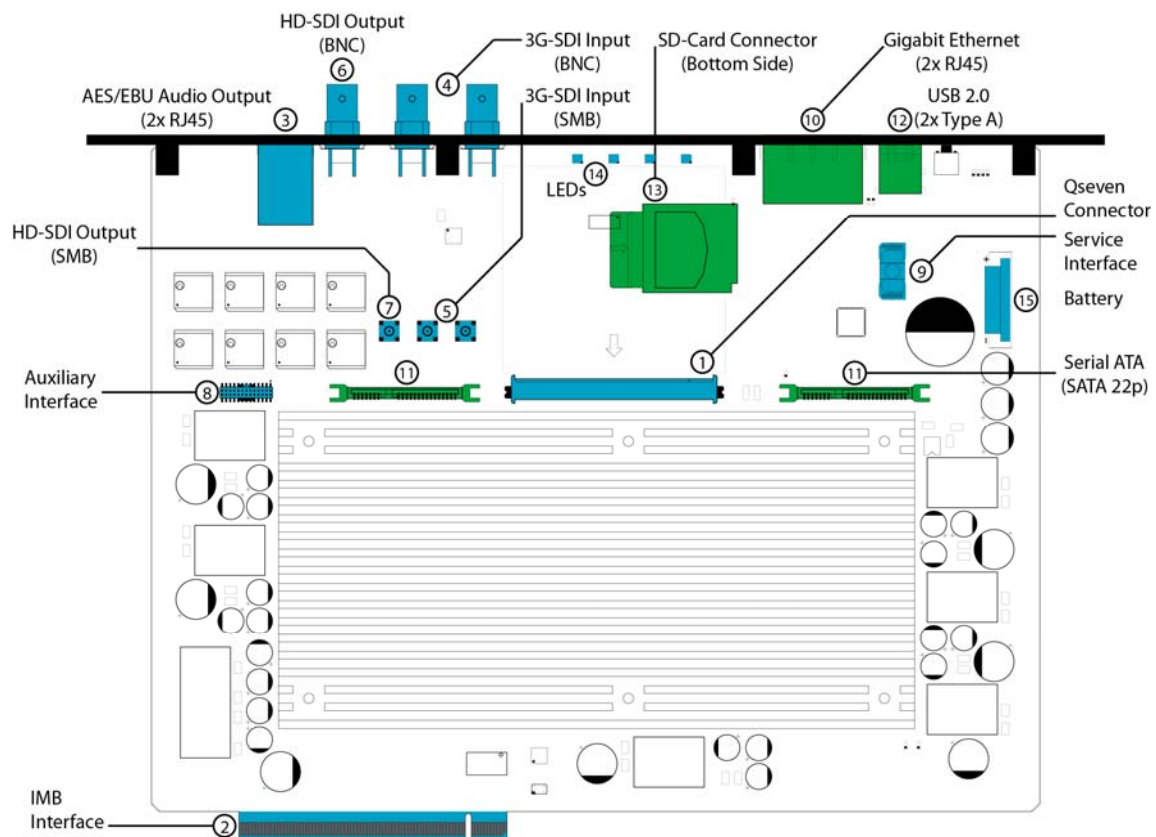 HD-SDI Output
(BNC)
6
3G-SDI Input
(BNC)
4
SD-Card Connector
(Bottom Side)
Gigabit Ethernet
(2x RJ45)
AES/EBU Audio Output
(2x RJ45)
3
3G-SDI Input
(SMB)
10
USB 2.0
(2x Type A)
12
14
LEDs
13
Qseven
Connector
HD-SDI Output
(SMB)
Service
Interface
9
7
5
15
Battery
1
Auxiliary
Interface
8
11
11
Serial ATA
(SATA 22p)
IMB
Interface
2